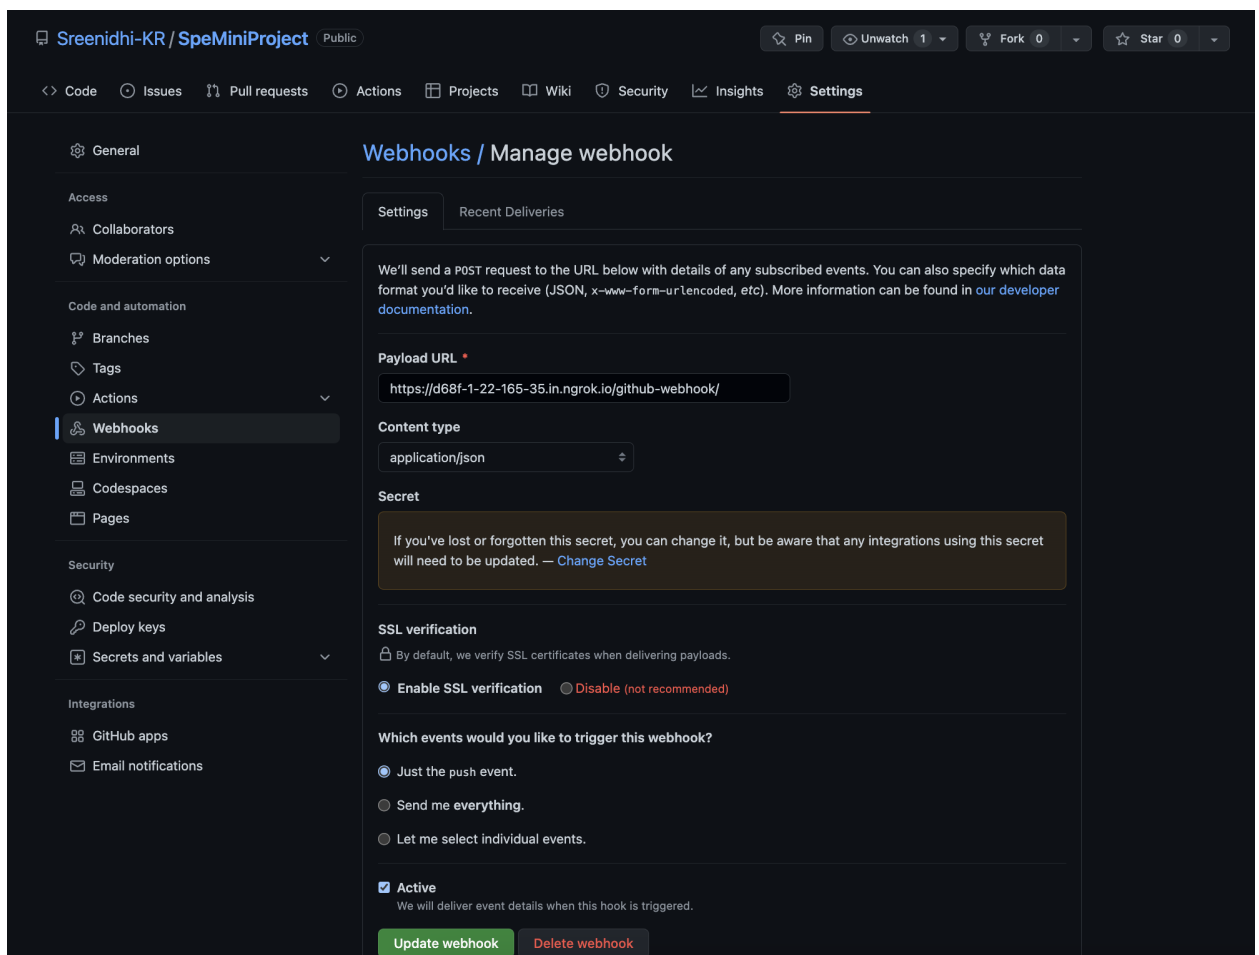 Sreenidhi-KR / SpeMiniProject Public
Pin Unwatch 1 Fork 0 Star 0
Code Issues Pull requests Actions Projects Wiki Security Insights Settings
General
Access
Collaborators
Moderation options
Code and automation
Branches
Tags
Actions
Webhooks
Environments
Codespaces
Pages
Security
Code security and analysis
Deploy keys
Secrets and variables
Integrations
GitHub apps
Email notifications
Webhooks / Manage webhook
Settings Recent Deliveries
We'll send a POST request to the URL below with details of any subscribed events. You can also specify which data
format you'd like to receive (JSON, x-www-form-urlencoded, etc). More information can be found in our developer
documentation.
Payload URL *
https://d68f-1-22-165-35.in.ngrok.io/github-webhook/
Content type
application/json
Secret
If you've lost or forgotten this secret, you can change it, but be aware that any integrations using this secret
will need to be updated. — Change Secret
SSL verification
By default, we verify SSL certificates when delivering payloads.
Enable SSL verification Disable (not recommended)
Which events would you like to trigger this webhook?
Just the push event.
Send me everything.
Let me select individual events.
Active
We will deliver event details when this hook is triggered.
Update webhook Delete webhook